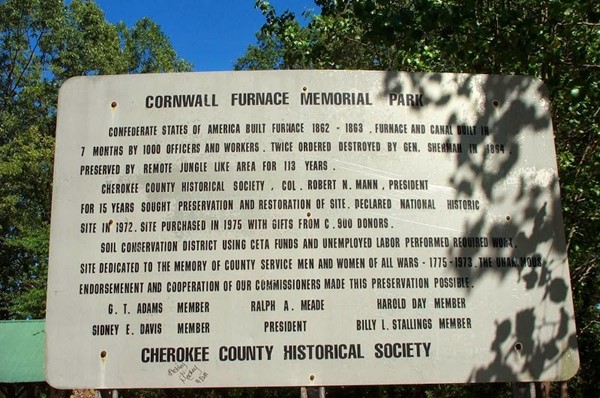 CORNWALL FURNACE MEMORIAL PARK
CONFEDERATE STATES OF AMERICA BUILT FURNACE 1862 - 1863 . FURNACE AND CANAL BUILT IN
7 MONTHS BY 1000 OFFICERS AND WORKERS . TWICE ORDERED DESTROYED BY GEN. SHERMAN IN 1864 .
PRESERVED BY REMOTE JUNGLE LIKE AREA FOR 113 YEARS .
CHEROKEE COUNTY HISTORICAL SOCIETY , COL. ROBERT N. MANN , PRESIDENT
FOR 15 YEARS SOUGHT PRESERVATION AND RESTORATION OF SITE. DECLARED NATIONAL HISTORIC
SITE IN 1972. SITE PURCHASED IN 1975 WITH GIFTS FROM C. 900 DONORS .
SOIL CONSERVATION DISTRICT USING CETA FUNDS AND UNEMPLOYED LABOR PERFORMED REQUIRED WORK.
SITE DEDICATED TO THE MEMORY OF COUNTY SERVICE MEN AND WOMEN OF ALL WARS - 1775-1973. THE UNANIMOUS
ENDORSEMENT AND COOPERATION OF OUR COMMISSIONERS MADE THIS PRESERVATION POSSIBLE.
G. T. ADAMS MEMBER RALPH A. MEADE HAROLD DAY MEMBER
SIDNEY E. DAVIS MEMBER PRESIDENT BILLY L. STALLINGS MEMBER
CHEROKEE COUNTY HISTORICAL SOCIETY